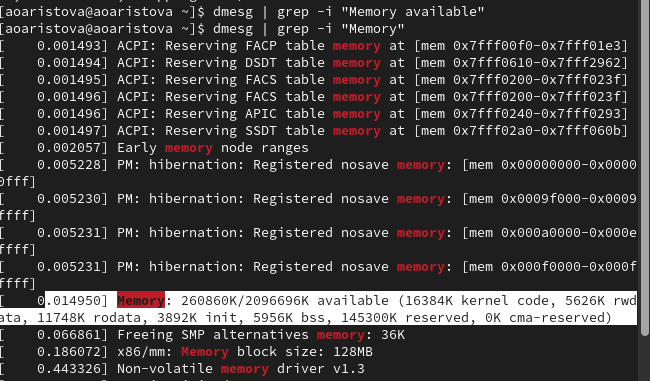 [aoaristova@aoaristova ~]$ dmesg | grep -i "Memory available"
[aoaristova@aoaristova ~]$ dmesg | grep -i "Memory"
[    0.001493] ACPI: Reserving FACP table memory at [mem 0x7fff00f0-0x7fff01e3]
[    0.001494] ACPI: Reserving DSDT table memory at [mem 0x7fff0610-0x7fff2962]
[    0.001495] ACPI: Reserving FACS table memory at [mem 0x7fff0200-0x7fff023f]
[    0.001496] ACPI: Reserving FACS table memory at [mem 0x7fff0200-0x7fff023f]
[    0.001496] ACPI: Reserving APIC table memory at [mem 0x7fff0240-0x7fff0293]
[    0.001497] ACPI: Reserving SSDT table memory at [mem 0x7fff02a0-0x7fff060b]
[    0.002057] Early memory node ranges
[    0.005228] PM: hibernation: Registered nosave memory: [mem 0x00000000-0x0000
0fff]
[    0.005230] PM: hibernation: Registered nosave memory: [mem 0x0009f000-0x0009
ffff]
[    0.005231] PM: hibernation: Registered nosave memory: [mem 0x000a0000-0x000e
ffff]
[    0.005231] PM: hibernation: Registered nosave memory: [mem 0x000f0000-0x000f
ffff]
[    0.014950] Memory: 260860K/2096696K available (16384K kernel code, 5626K rwd
ata, 11748K rodata, 3892K init, 5956K bss, 145300K reserved, 0K cma-reserved)
[    0.066861] Freeing SMP alternatives memory: 36K
[    0.186072] x86/mm: Memory block size: 128MB
[    0.443326] Non-volatile memory driver v1.3